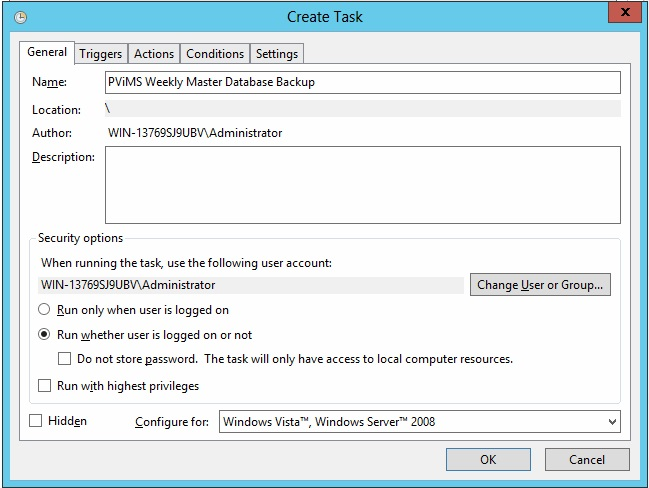 Create Task
x
General Triggers Actions Conditions Settings
Name: PViMS Weekly Master Database Backup
Location: \
Author: WIN-13769SJ9UBV\Administrator
Description:
Security options
When running the task, use the following user account:
WIN-13769SJ9UBV\Administrator Change User or Group...
Run only when user is logged on
Run whether user is logged on or not
Do not store password. The task will only have access to local computer resources.
Run with highest privileges
Hidden Configure for: Windows Vista™, Windows Server™ 2008
OK Cancel